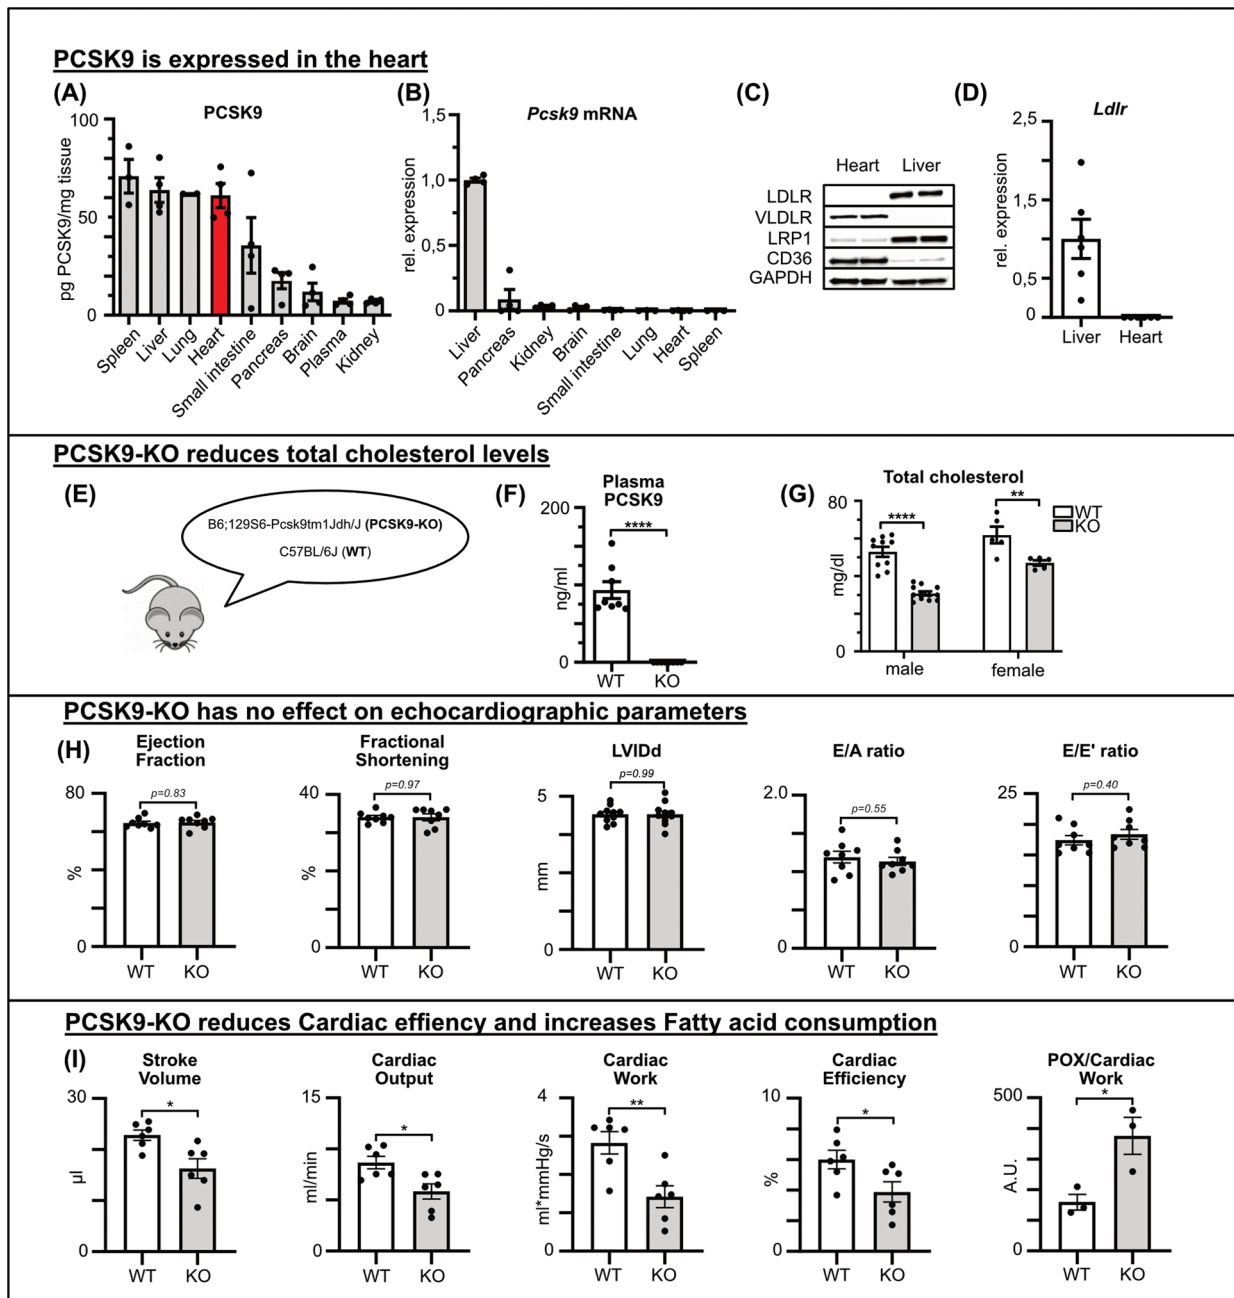 PCSK9 is expressed in the heart
(A)
PCSK9
pg PCSK9/mg tissue
100
50
0
Spleen
Liver
Lung
Heart
Small intestine
Pancreas
Brain
Plasma
Kidney
(B)
Pcsk9 mRNA
rel. expression
1,5
1,0
0,5
0
Liver
Pancreas
Kidney
Brain
Small intestine
Lung
Heart
Spleen
(C)
Heart Liver
LDLR
VLDLR
LRP1
CD36
GAPDH
(D)
Ldlr
rel. expression
2,5
2,0
1,0
0,5
0
Liver Heart
PCSK9-KO reduces total cholesterol levels
(E)
B6;129S6-Pcsk9tm1Jdh/J (PCSK9-KO)
C57BL/6J (WT)
(F)
Plasma
PCSK9
200
ng/ml
0
****
WT KO
(G)
Total cholesterol
80
40
0
mg/dl
****
**
WT
KO
male female
PCSK9-KO has no effect on echocardiographic parameters
(H)
Ejection
Fraction
80
%
0
p=0.83
WT KO
Fractional
Shortening
40
%
0
p=0.97
WT KO
LVIDd
5
mm
0
p=0.99
WT KO
E/A ratio
2.0
0
p=0.55
WT KO
E/E' ratio
25
0
p=0.40
WT KO
PCSK9-KO reduces Cardiac effiency and increases Fatty acid consumption
(I)
Stroke
Volume
30
µl
0
*
WT KO
Cardiac
Output
15
ml/min
0
*
WT KO
Cardiac
Work
4
ml*mmHg/s
0
**
WT KO
Cardiac
Efficiency
10
%
0
*
WT KO
POX/Cardiac
Work
500
A.U.
0
*
WT KO